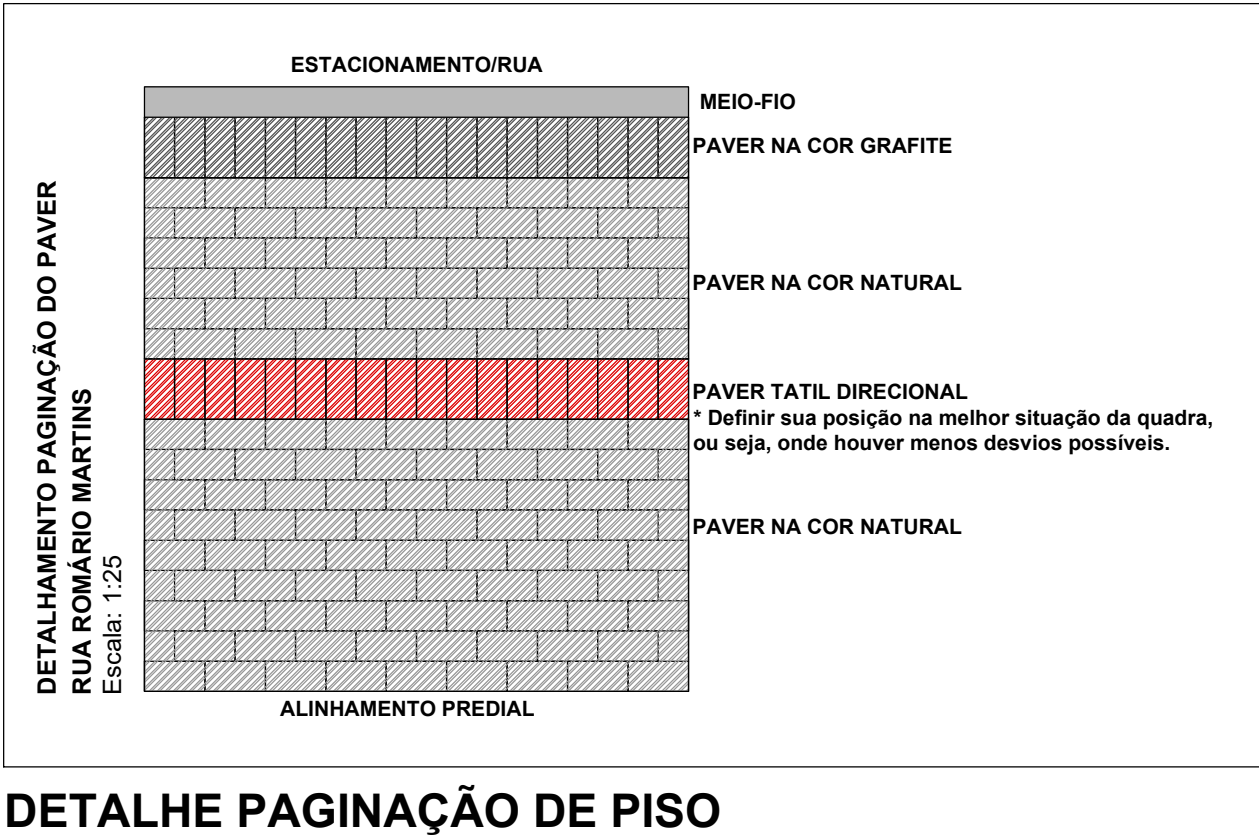 ESTACIONAMENTO/RUA
MEIO-FIO
PAVER NA COR GRAFITE
PAVER NA COR NATURAL
PAVER TATIL DIRECIONAL
* Definir sua posição na melhor situação da quadra,
ou seja, onde houver menos desvios possíveis.
PAVER NA COR NATURAL
ALINHAMENTO PREDIAL
DETALHAMENTO PAGINAÇÃO DO PAVER
RUA ROMÁRIO MARTINS
Escala: 1:25
DETALHE PAGINAÇÃO DE PISO